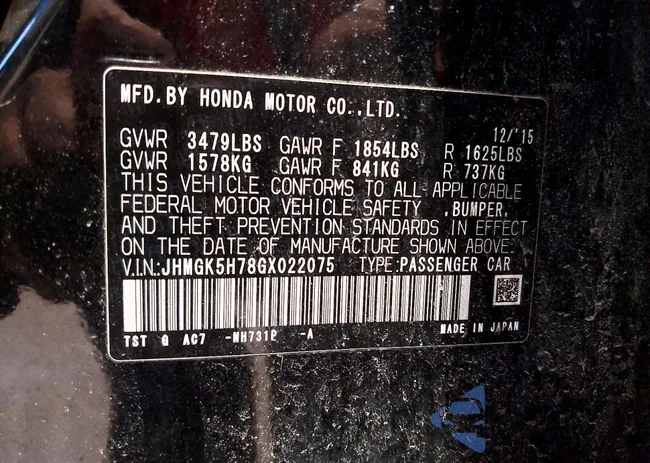 MFD. BY HONDA MOTOR CO., LTD.
12/'15
GVWR 3479LBS GAWR F 1854LBS R 1625LBS
GVWR 1578KG GAWR F 841KG R 737KG
THIS VEHICLE CONFORMS TO ALL APPLICABLE
FEDERAL MOTOR VEHICLE SAFETY ,BUMPER,
AND THEFT PREVENTION STANDARDS IN EFFECT
ON THE DATE OF MANUFACTURE SHOWN ABOVE.
V.I.N:JHMGK5H78GX022075 TYPE:PASSENGER CAR
TST G AC7 -NH731P -A MADE IN JAPAN